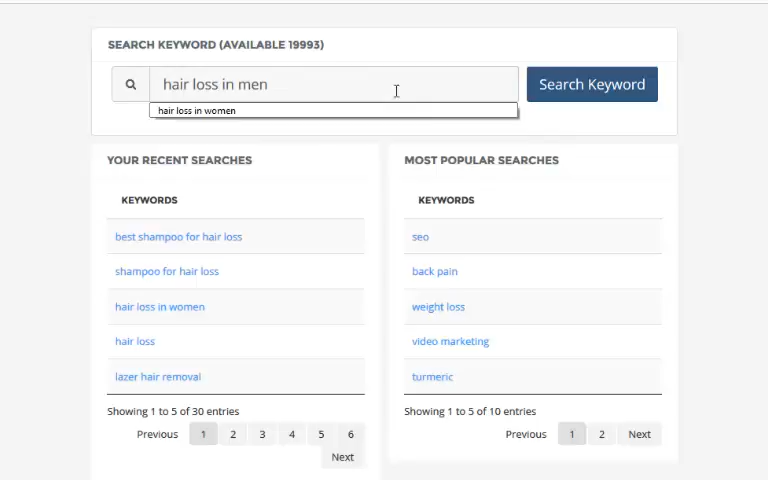 SEARCH KEYWORD (AVAILABLE 19993)
hair loss in men
Search Keyword
hair loss in women
YOUR RECENT SEARCHES
KEYWORDS
best shampoo for hair loss
shampoo for hair loss
hair loss in women
hair loss
lazer hair removal
Showing 1 to 5 of 30 entries
Previous 1 2 3 4 5 6
Next
MOST POPULAR SEARCHES
KEYWORDS
seo
back pain
weight loss
video marketing
turmeric
Showing 1 to 5 of 10 entries
Previous 1 2 Next